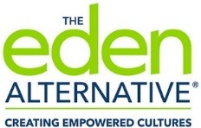 THE
eden
ALTERNATIVE®
CREATING EMPOWERED CULTURES